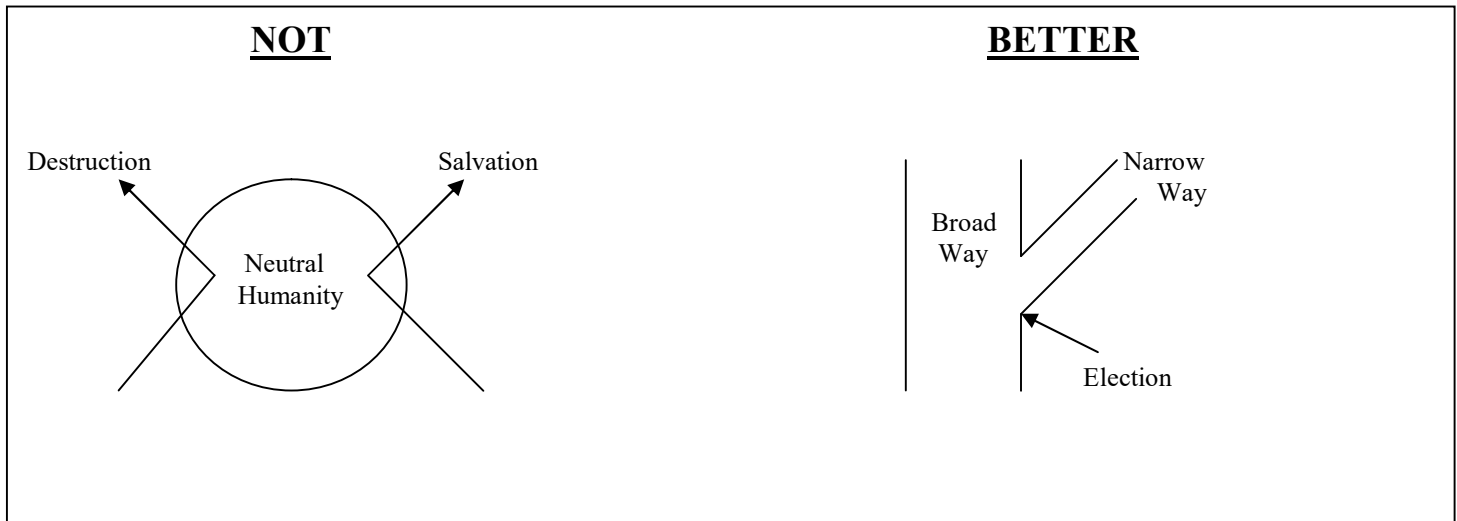 NOT
BETTER
Destruction
Salvation
Neutral
Humanity
Broad
Way
Narrow
Way
Election